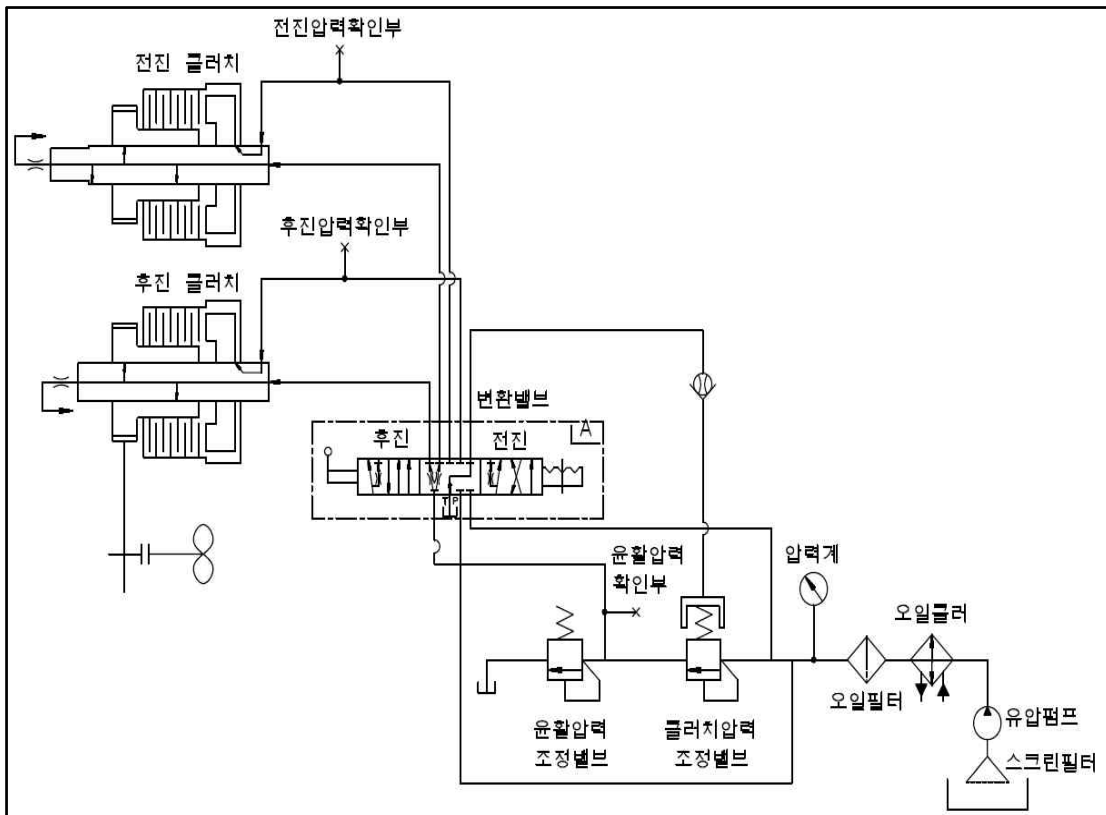 전진압력확인부
전진 클러치
후진압력확인부
후진 클러치
변환밸브
A
후진
전진
T P
윤활압력
확인부
압력계
오일쿨러
오일필터
유압펌프
윤활압력
조정밸브
클러치압력
조정밸브
스크린필터